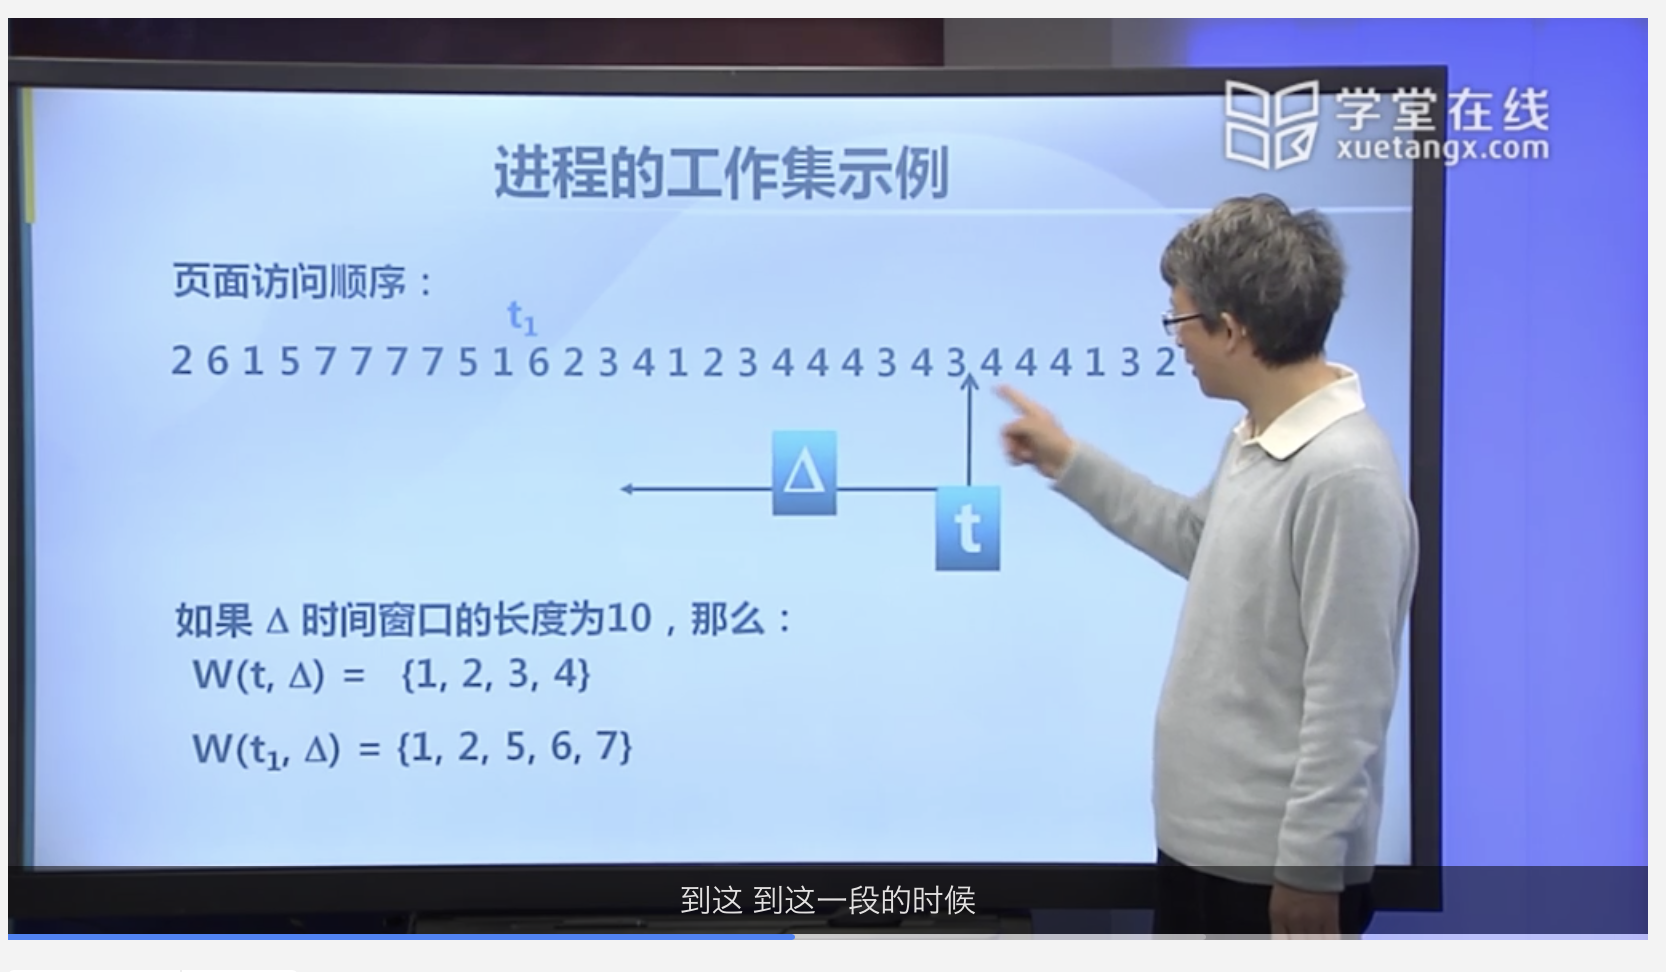 学堂在线
xuetangx.com
进程的工作集示例
页面访问顺序：
t₁
2 6 1 5 7 7 7 7 5 1 6 2 3 4 1 2 3 4 4 4 3 4 3 4 4 4 1 3 2
Δ
t
如果 Δ 时间窗口的长度为10，那么：
W(t, Δ) = {1, 2, 3, 4}
W(t₁, Δ) = {1, 2, 5, 6, 7}
到这 到这一段的时候